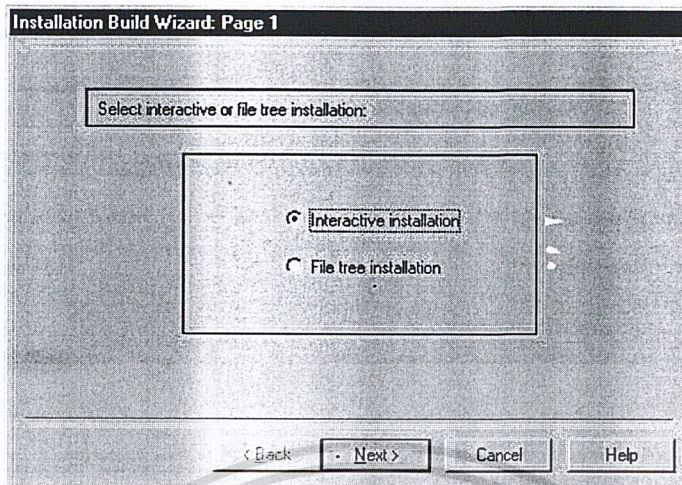 Installation Build Wizard: Page 1
Select interactive or file tree installation:
Interactive installation
File tree installation
< Back Next > Cancel Help